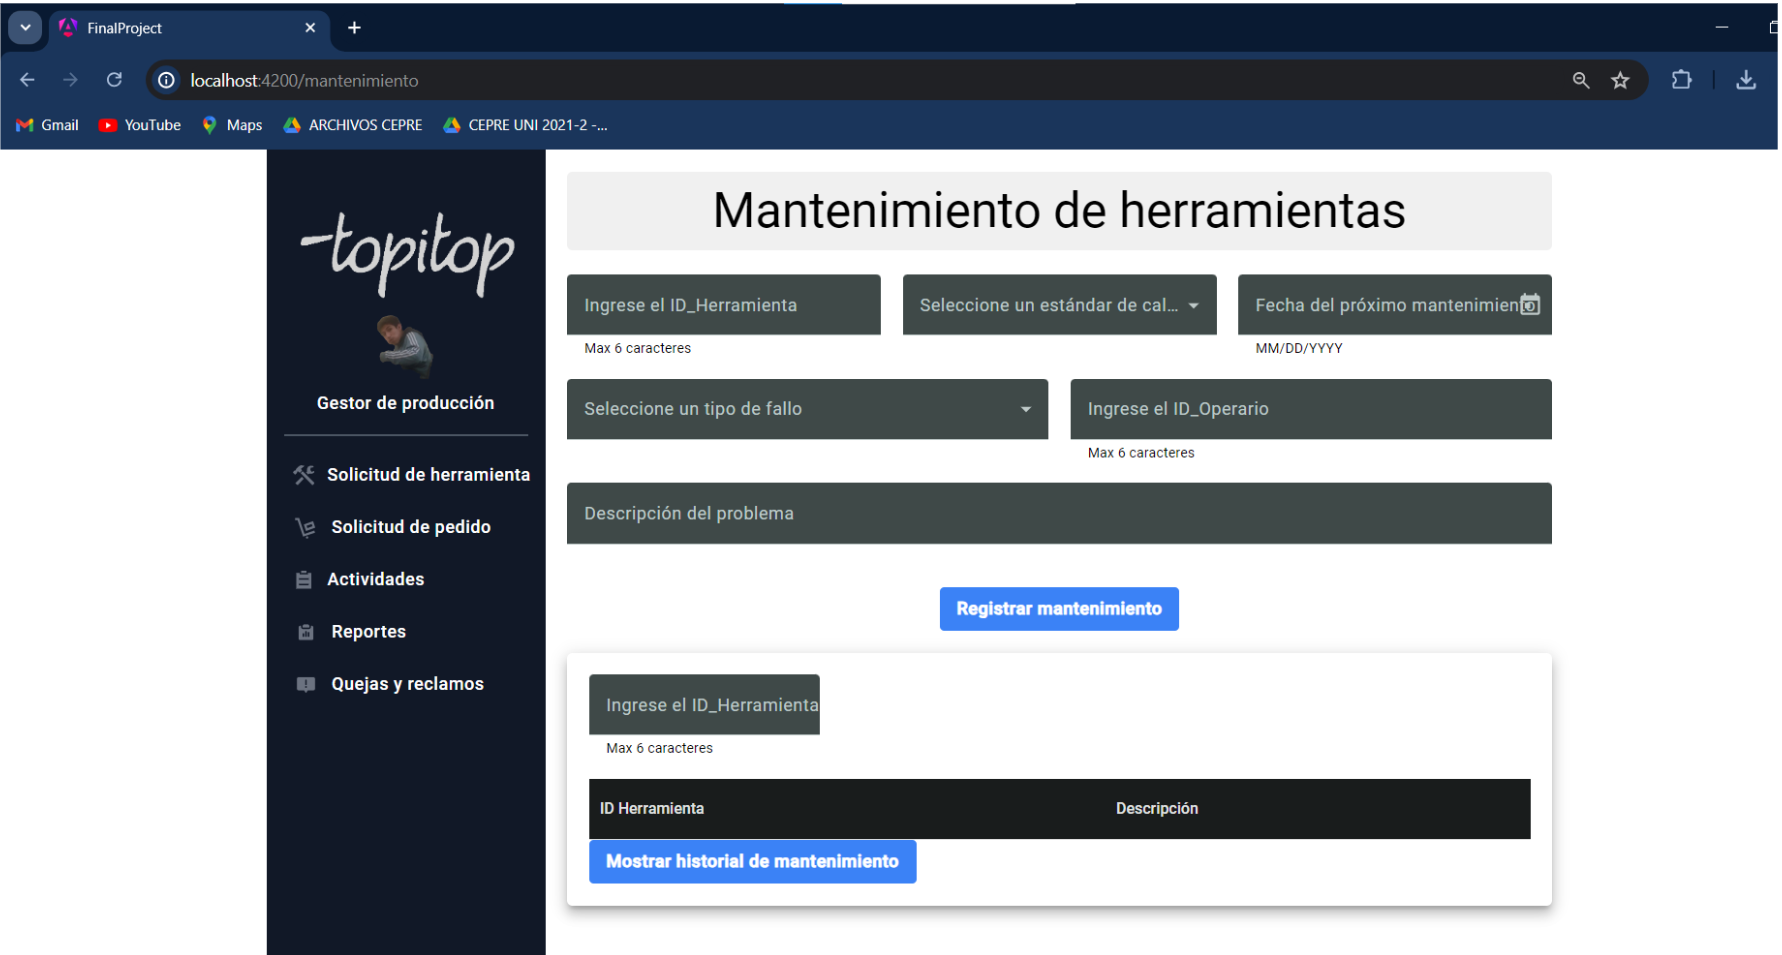 FinalProject
localhost:4200/mantenimiento
Gmail YouTube Maps ARCHIVOS CEPRE CEPRE UNI 2021-2 -...
topitop
Gestor de producción
Solicitud de herramienta
Solicitud de pedido
Actividades
Reportes
Quejas y reclamos
Mantenimiento de herramientas
Ingrese el ID_Herramienta
Max 6 caracteres
Seleccione un estándar de cal...
Fecha del próximo mantenimiento
MM/DD/YYYY
Seleccione un tipo de fallo
Ingrese el ID_Operario
Max 6 caracteres
Descripción del problema
Registrar mantenimiento
Ingrese el ID_Herramienta
Max 6 caracteres
ID Herramienta Descripción
Mostrar historial de mantenimiento